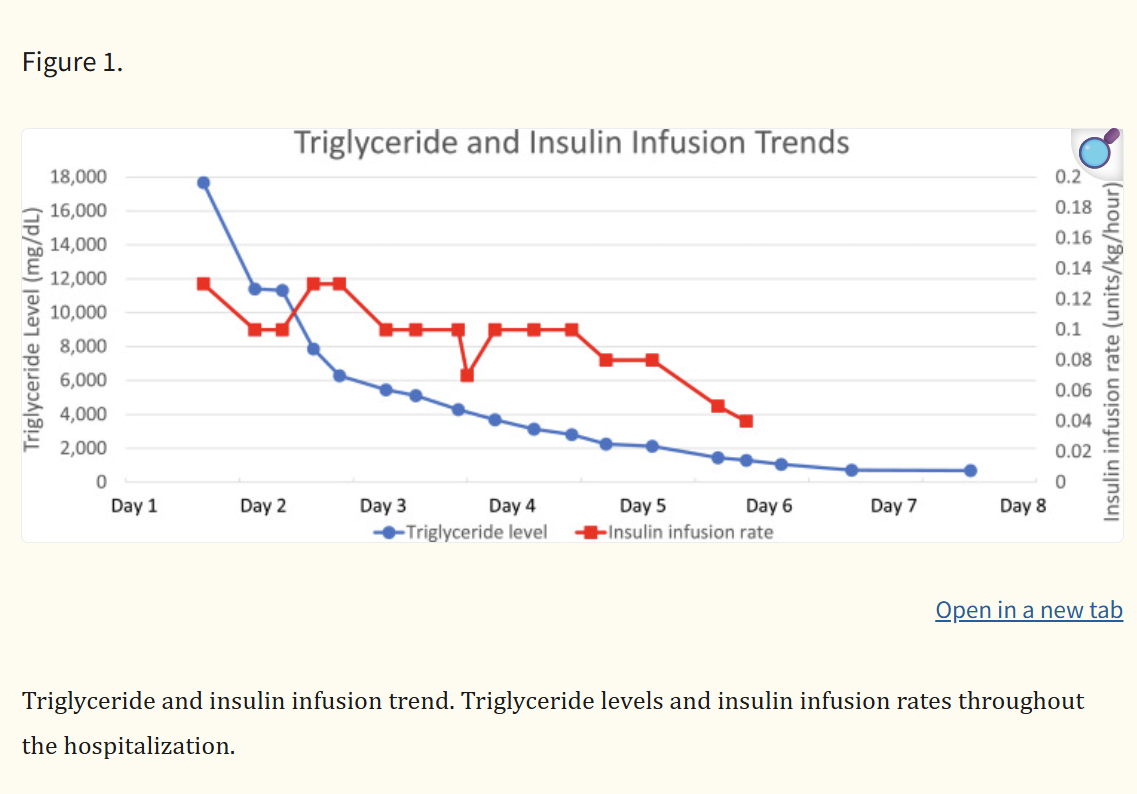 Figure 1.
Triglyceride and Insulin Infusion Trends
Triglyceride Level (mg/dL)
18,000
16,000
14,000
12,000
10,000
8,000
6,000
4,000
2,000
0
0.2
0.18
0.16
0.14
0.12
0.1
0.08
0.06
0.04
0.02
0
Insulin infusion rate (units/kg/hour)
Day 1 Day 2 Day 3 Day 4 Day 5 Day 6 Day 7 Day 8
Triglyceride level Insulin infusion rate
Open in a new tab
Triglyceride and insulin infusion trend. Triglyceride levels and insulin infusion rates throughout
the hospitalization.